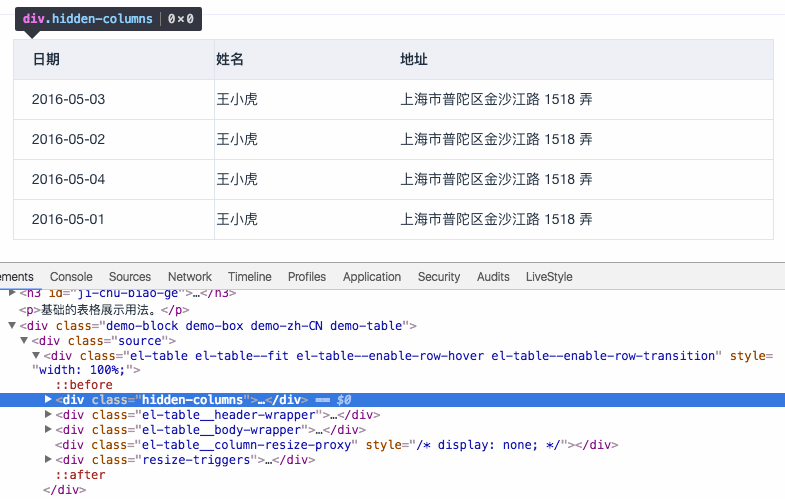 div.hidden-columns 0×0
日期 姓名 地址
2016-05-03 王小虎 上海市普陀区金沙江路 1518 弄
2016-05-02 王小虎 上海市普陀区金沙江路 1518 弄
2016-05-04 王小虎 上海市普陀区金沙江路 1518 弄
2016-05-01 王小虎 上海市普陀区金沙江路 1518 弄
ements Console Sources Network Timeline Profiles Application Security Audits LiveStyle
<h3 id="ji-chu-biao-ge">…</h3>
<p>基础的表格展示用法。</p>
<div class="demo-block demo-box demo-zh-CN demo-table">
<div class="source">
<div class="el-table el-table--fit el-table--enable-row-hover el-table--enable-row-transition" style=
"width: 100%;">
::before
<div class="hidden-columns">…</div> == $0
<div class="el-table__header-wrapper">…</div>
<div class="el-table__body-wrapper">…</div>
<div class="el-table__column-resize-proxy" style="/* display: none; */"></div>
<div class="resize-triggers">…</div>
::after
</div>